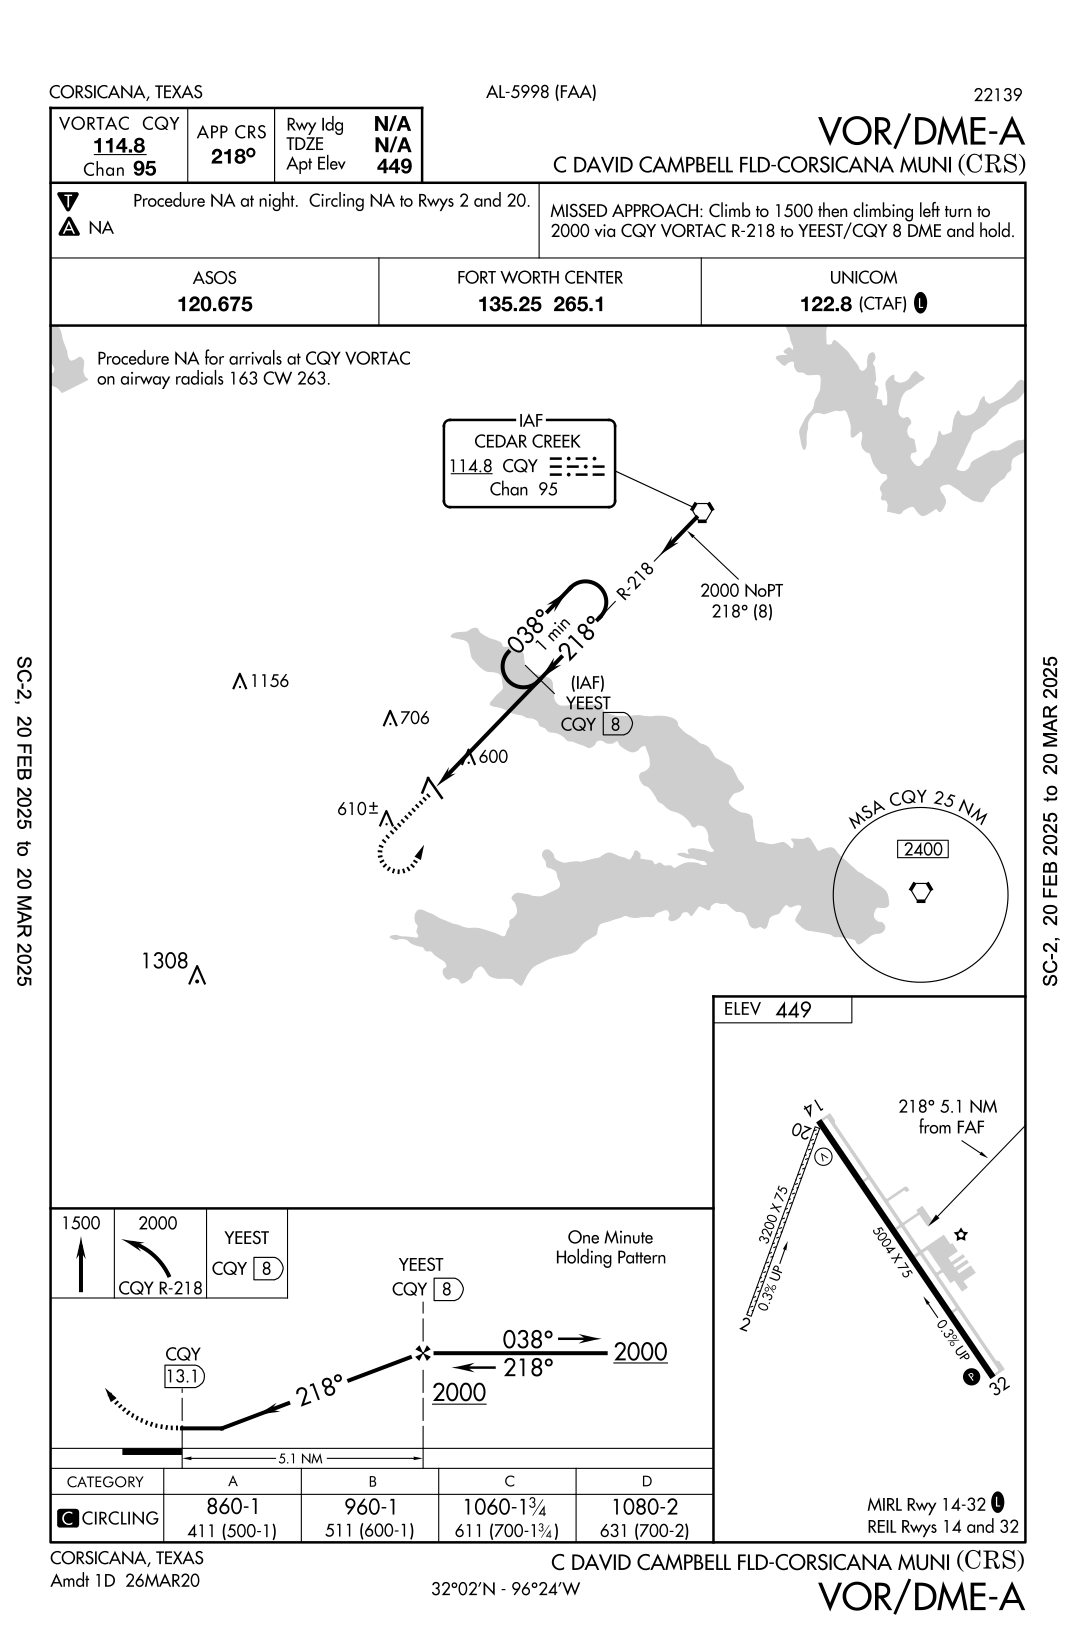 CORSICANA, TEXAS
AL-5998 (FAA)
22139
VORTAC CQY
114.8
Chan 95
APP CRS
218°
Rwy Idg N/A
TDZE N/A
Apt Elev 449
VOR/DME-A
C DAVID CAMPBELL FLD-CORSICANA MUNI (CRS)
T
A NA
Procedure NA at night. Circling NA to Rwys 2 and 20.
MISSED APPROACH: Climb to 1500 then climbing left turn to
2000 via CQY VORTAC R-218 to YEEST/CQY 8 DME and hold.
ASOS
120.675
FORT WORTH CENTER
135.25 265.1
UNICOM
122.8 (CTAF) L
Procedure NA for arrivals at CQY VORTAC
on airway radials 163 CW 263.
IAF
CEDAR CREEK
114.8 CQY
Chan 95
R-218
2000 NoPT
218° (8)
038°
1 min
218°
(IAF)
YEEST
CQY 8
1156
706
600
610±
1308
MSA CQY 25 NM
2400
SC-2, 20 FEB 2025 to 20 MAR 2025
SC-2, 20 FEB 2025 to 20 MAR 2025
ELEV 449
14
20
V
218° 5.1 NM
from FAF
3200 X 75
0.3% UP
2
5004 X 75
0.3% UP
P
32
MIRL Rwy 14-32 L
REIL Rwys 14 and 32
1500
2000
CQY R-218
YEEST
CQY 8
One Minute
Holding Pattern
YEEST
CQY 8
038°
218°
2000
2000
218°
CQY
13.1
5.1 NM
CATEGORY A B C D
C CIRCLING
860-1
411 (500-1)
960-1
511 (600-1)
1060-1¾
611 (700-1¾)
1080-2
631 (700-2)
CORSICANA, TEXAS
Amdt 1D 26MAR20
32°02'N - 96°24'W
C DAVID CAMPBELL FLD-CORSICANA MUNI (CRS)
VOR/DME-A